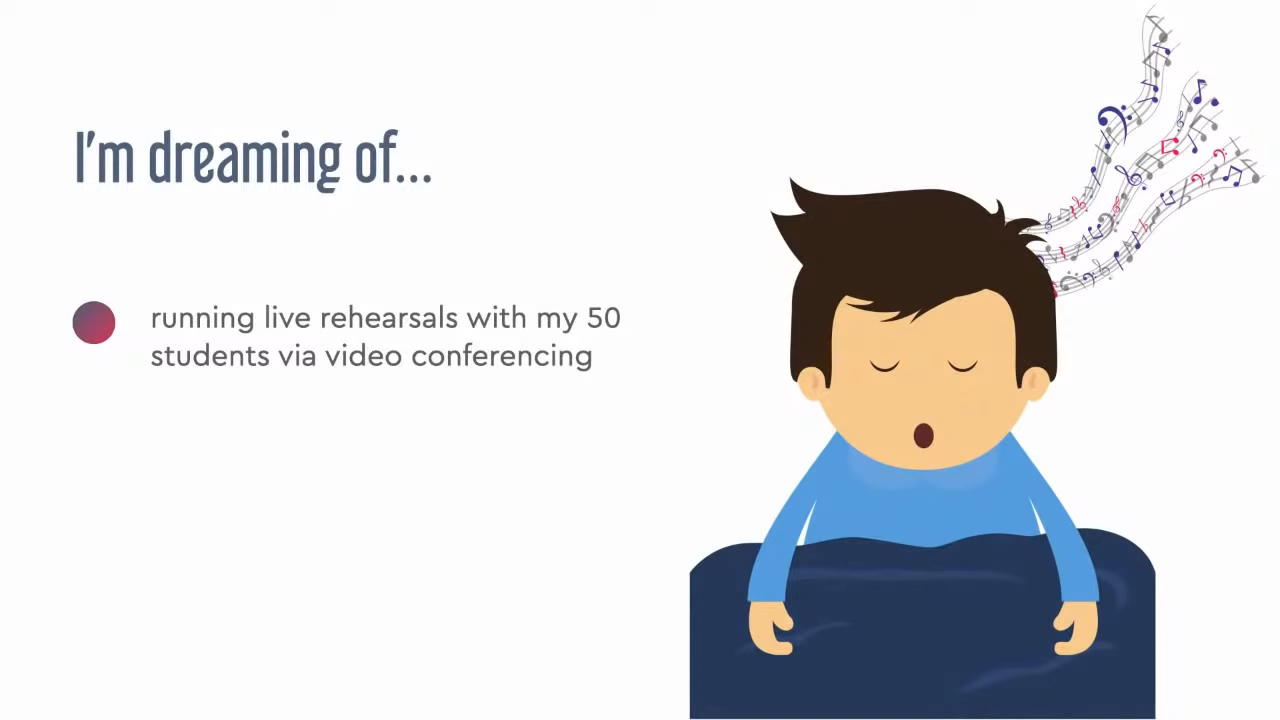 I'm dreaming of...
running live rehearsals with my 50
students via video conferencing